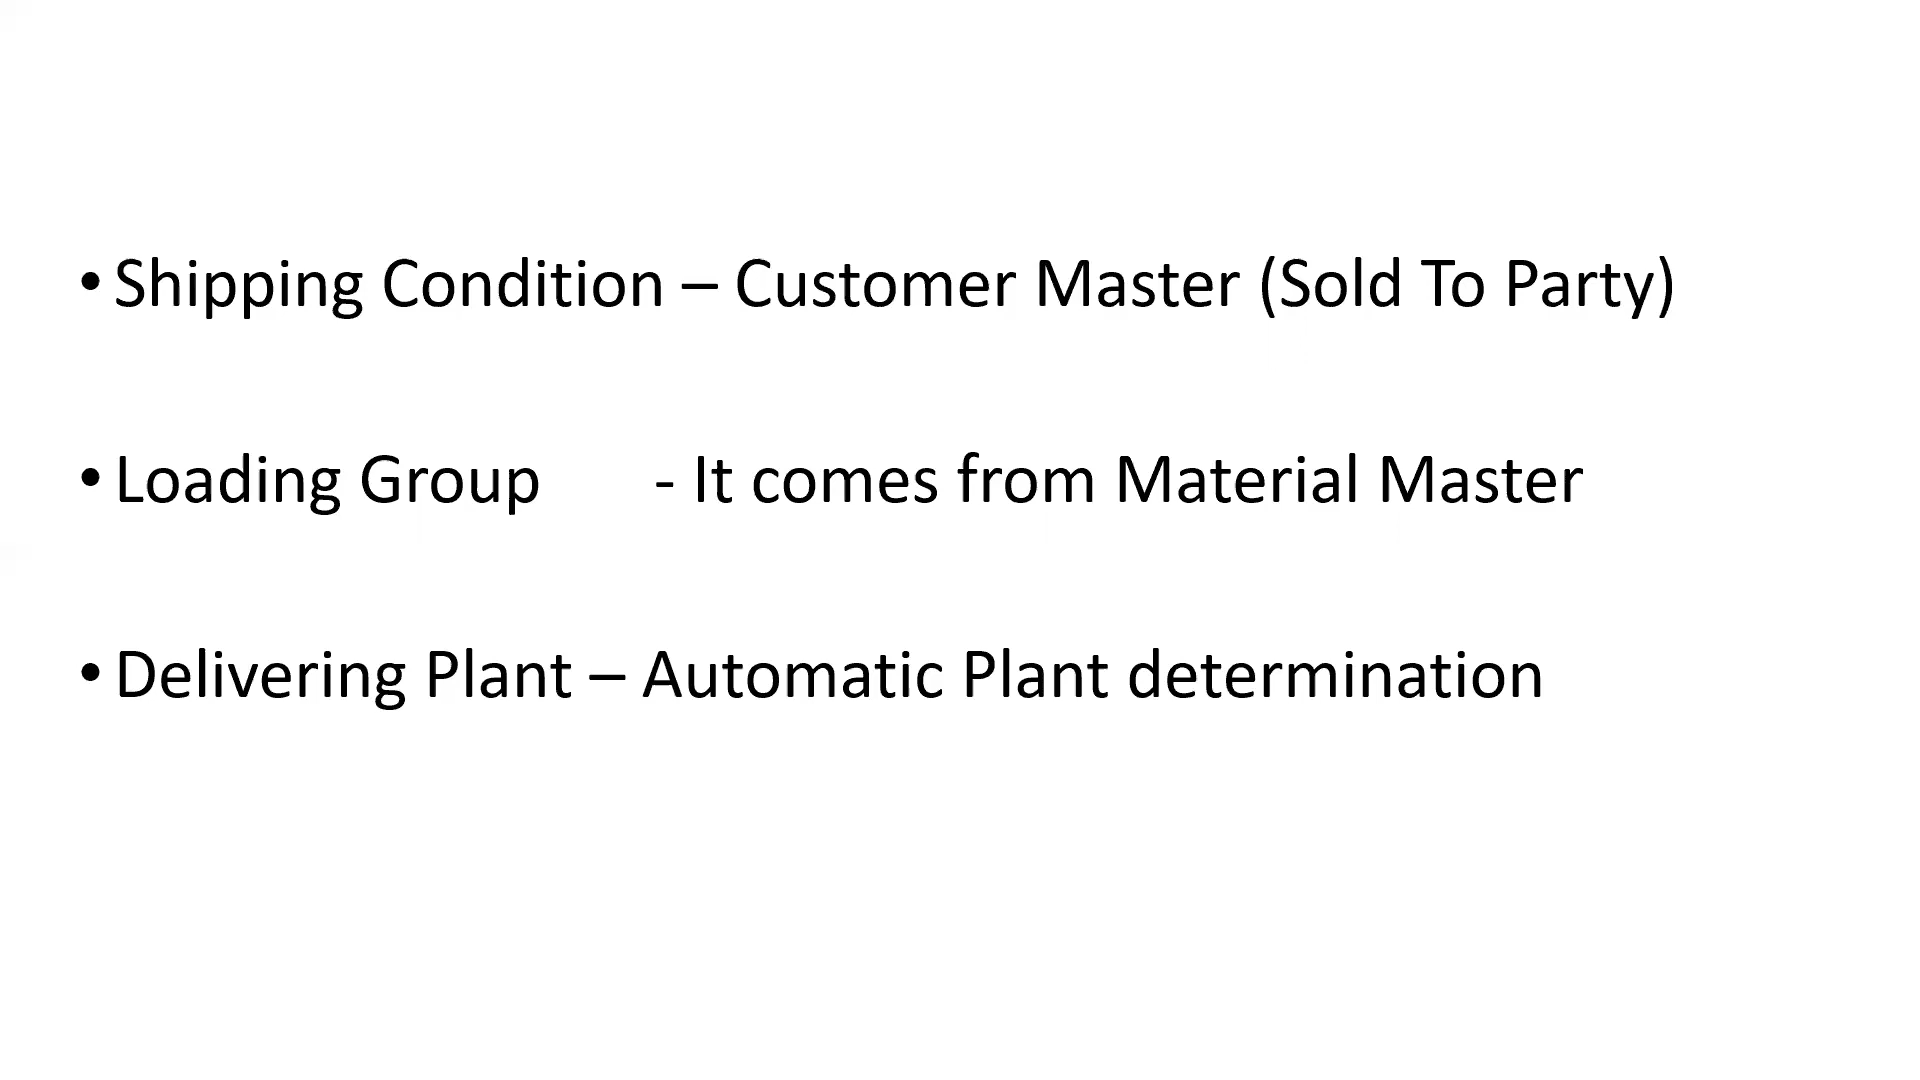 • Shipping Condition – Customer Master (Sold To Party)
• Loading Group - It comes from Material Master
• Delivering Plant – Automatic Plant determination